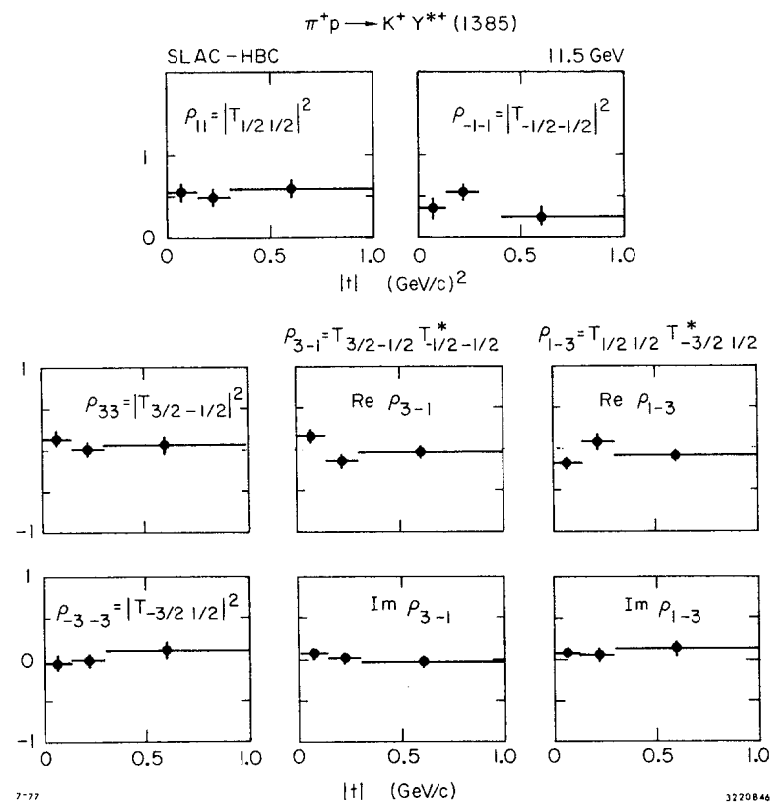 π⁺p → K⁺ Y*⁺ (1385)
SLAC – HBC 11.5 GeV
ρ₁₁ = |T₁/₂ ₁/₂|² ρ₋₁₋₁ = |T₋₁/₂₋₁/₂|²
1
0
0 0.5 1.0 0 0.5 1.0
|t| (GeV/c)²
ρ₃₋₁ = T₃/₂₋₁/₂ T*₋₁/₂₋₁/₂ ρ₁₋₃ = T₁/₂ ₁/₂ T*₋₃/₂ ₁/₂
1
ρ₃₃ = |T₃/₂₋₁/₂|² Re ρ₃₋₁ Re ρ₁₋₃
-1
1
ρ₋₃₋₃ = |T₋₃/₂ ₁/₂|² Im ρ₃₋₁ Im ρ₁₋₃
0
-1
0 0.5 1.0 0 0.5 1.0 0 0.5 1.0
|t| (GeV/c)
7-77 3220B46